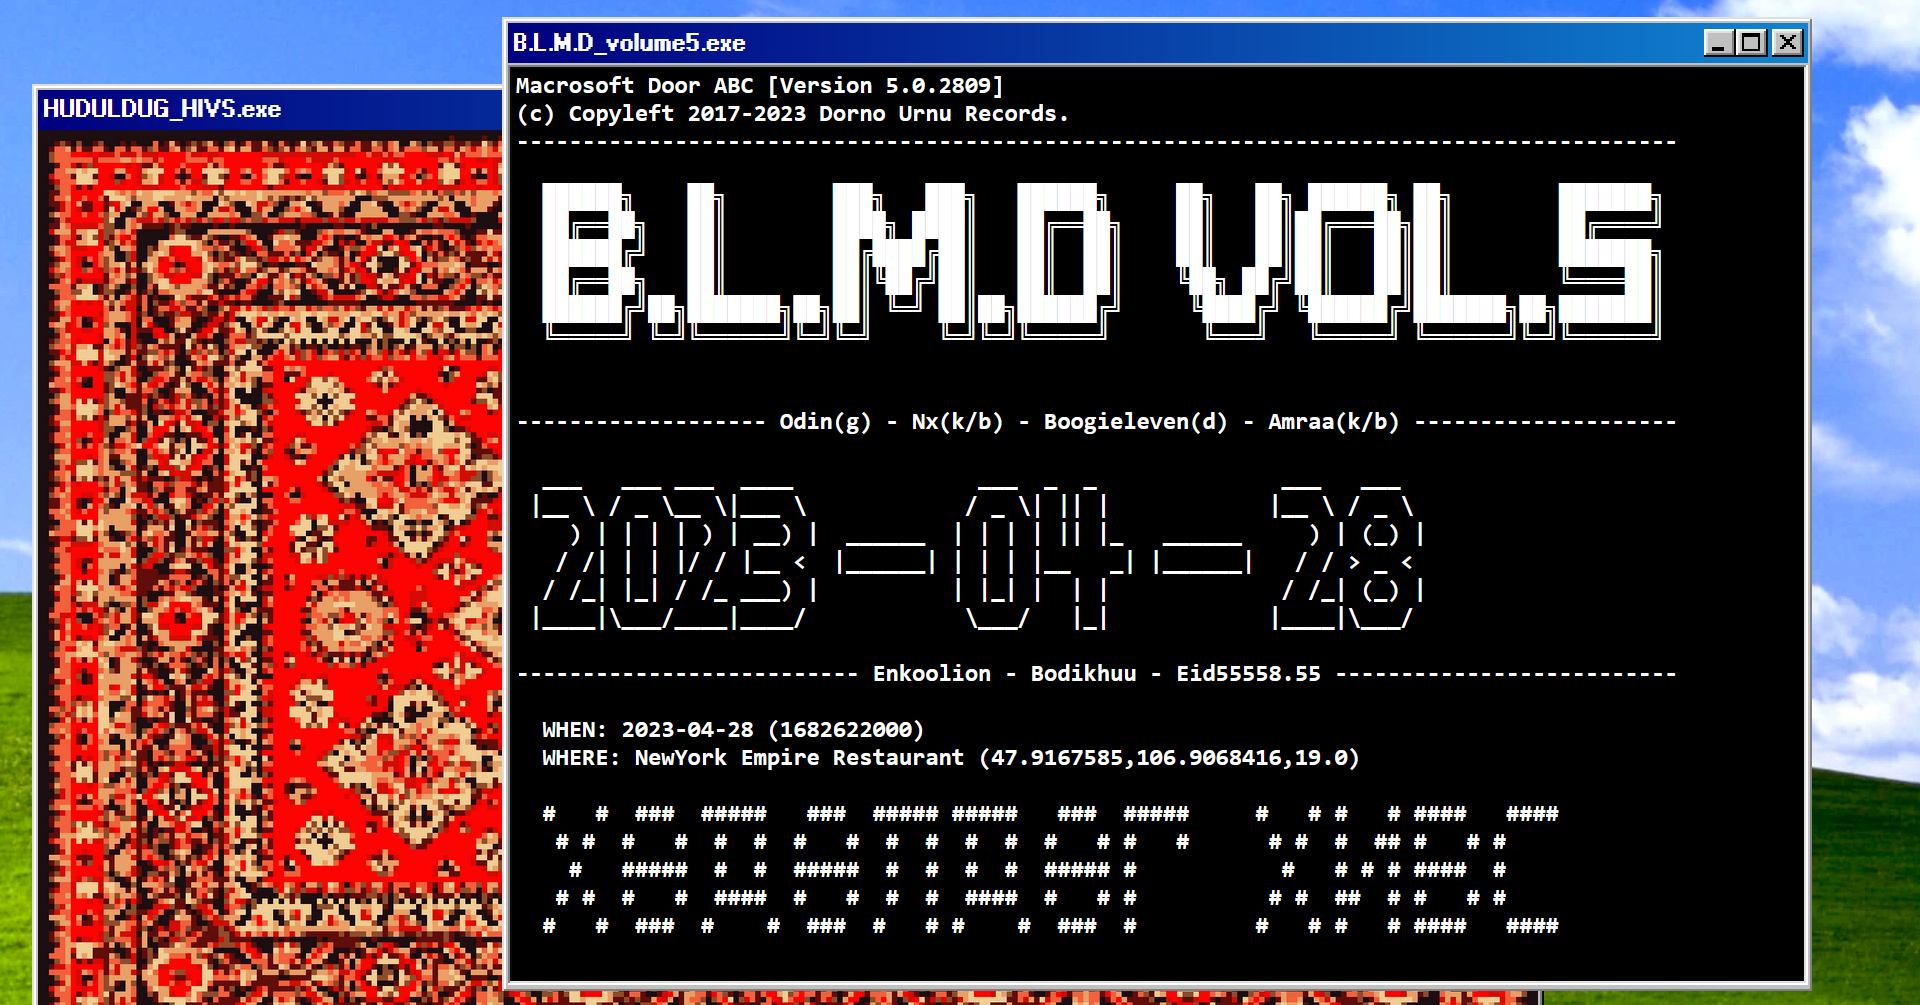 HUDULDUG_HIVS.exe
B.L.M.D_volume5.exe
Macrosoft Door ABC [Version 5.0.2809]
(c) Copyleft 2017-2023 Dorno Urnu Records.
B.L.M.D VOL.5
Odin(g) - Nx(k/b) - Boogieleven(d) - Amraa(k/b)
2023-04-28
Enkoolion - Bodikhuu - Eid55558.55
WHEN: 2023-04-28 (1682622000)
WHERE: NewYork Empire Restaurant (47.9167585,106.9068416,19.0)
ХӨДӨЛДӨГ ХИВС